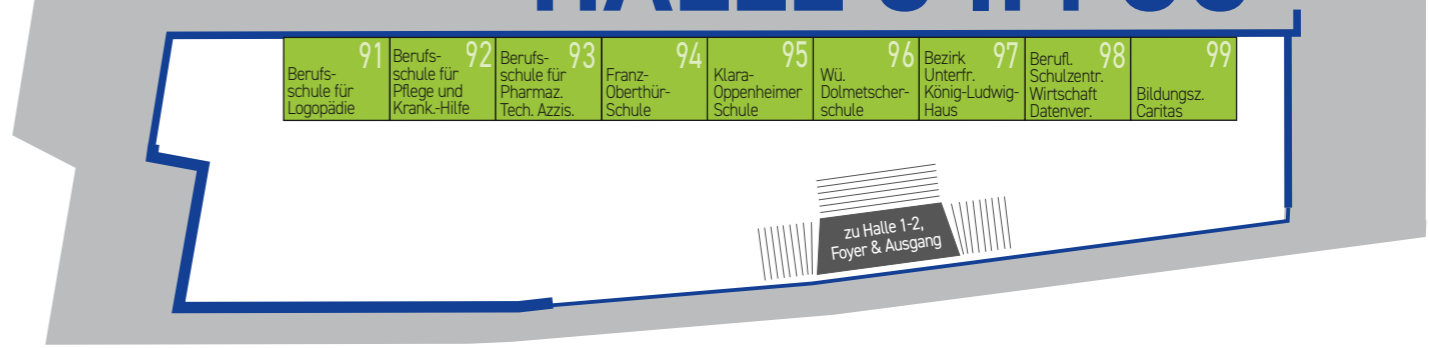 91
Berufs-
schule für
Logopädie
92
Berufs-
schule für
Pflege und
Krank.-Hilfe
93
Berufs-
schule für
Pharmaz.
Tech. Azzis.
94
Franz-
Oberthür-
Schule
95
Klara-
Oppenheimer
Schule
96
Wü.
Dolmetscher-
schule
97
Bezirk
Unterfr.
König-Ludwig-
Haus
98
Berufl.
Schulzentr.
Wirtschaft
Datenver.
99
Bildungsz.
Caritas
zu Halle 1-2,
Foyer & Ausgang